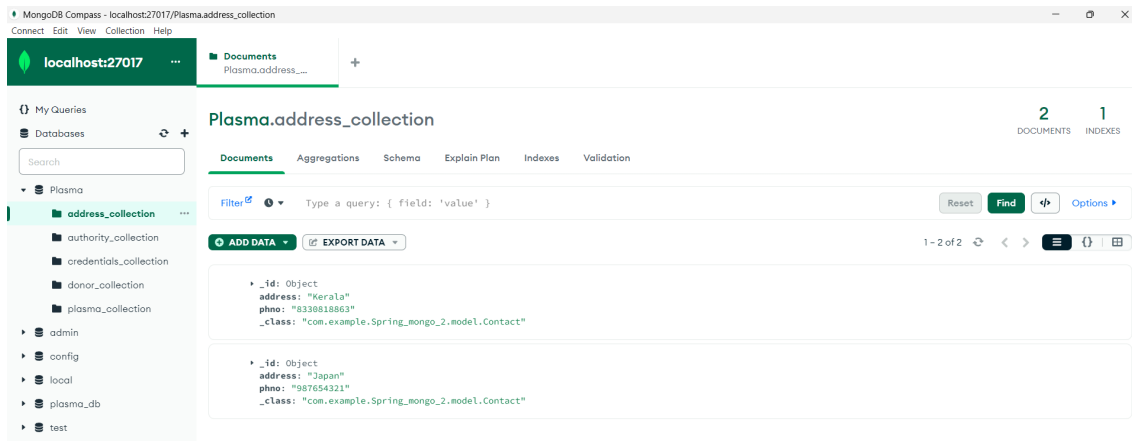 MongoDB Compass - localhost:27017/Plasma.address_collection
Connect Edit View Collection Help
localhost:27017 ...
Documents
Plasma.address_...
{} My Queries
Databases
Search
Plasma
address_collection ...
authority_collection
credentials_collection
donor_collection
plasma_collection
admin
config
local
plasma_db
test
Plasma.address_collection
2
DOCUMENTS
1
INDEXES
Documents Aggregations Schema Explain Plan Indexes Validation
Filter Type a query: { field: 'value' } Reset Find </> Options
ADD DATA EXPORT DATA 1 – 2 of 2 {}
_id: Object
address: "Kerala"
phno: "8330818863"
_class: "com.example.Spring_mongo_2.model.Contact"
_id: Object
address: "Japan"
phno: "987654321"
_class: "com.example.Spring_mongo_2.model.Contact"